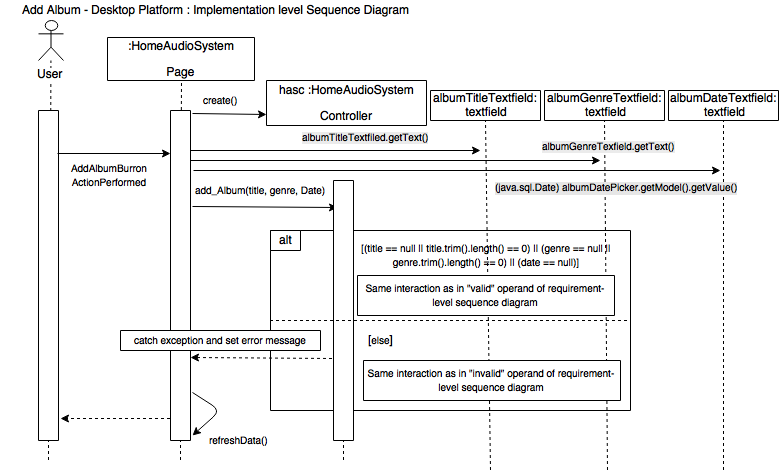 Add Album - Desktop Platform : Implementation level Sequence Diagram
User
:HomeAudioSystem
Page
create()
hasc :HomeAudioSystem
Controller
albumTitleTextfield:
textfield
albumGenreTextfield:
textfield
albumDateTextfield:
textfield
albumTitleTextfiled.getText()
albumGenreTexfield.getText()
AddAlbumBurron
ActionPerformed
(java.sql.Date) albumDatePicker.getModel().getValue()
add_Album(title, genre, Date)
alt
[(title == null || title.trim().length() == 0) || (genre == null ||
genre.trim().length() == 0) || (date == null)]
Same interaction as in "valid" operand of requirement-
level sequence diagram
catch exception and set error message
[else]
Same interaction as in "invalid" operand of requirement-
level sequence diagram
refreshData()